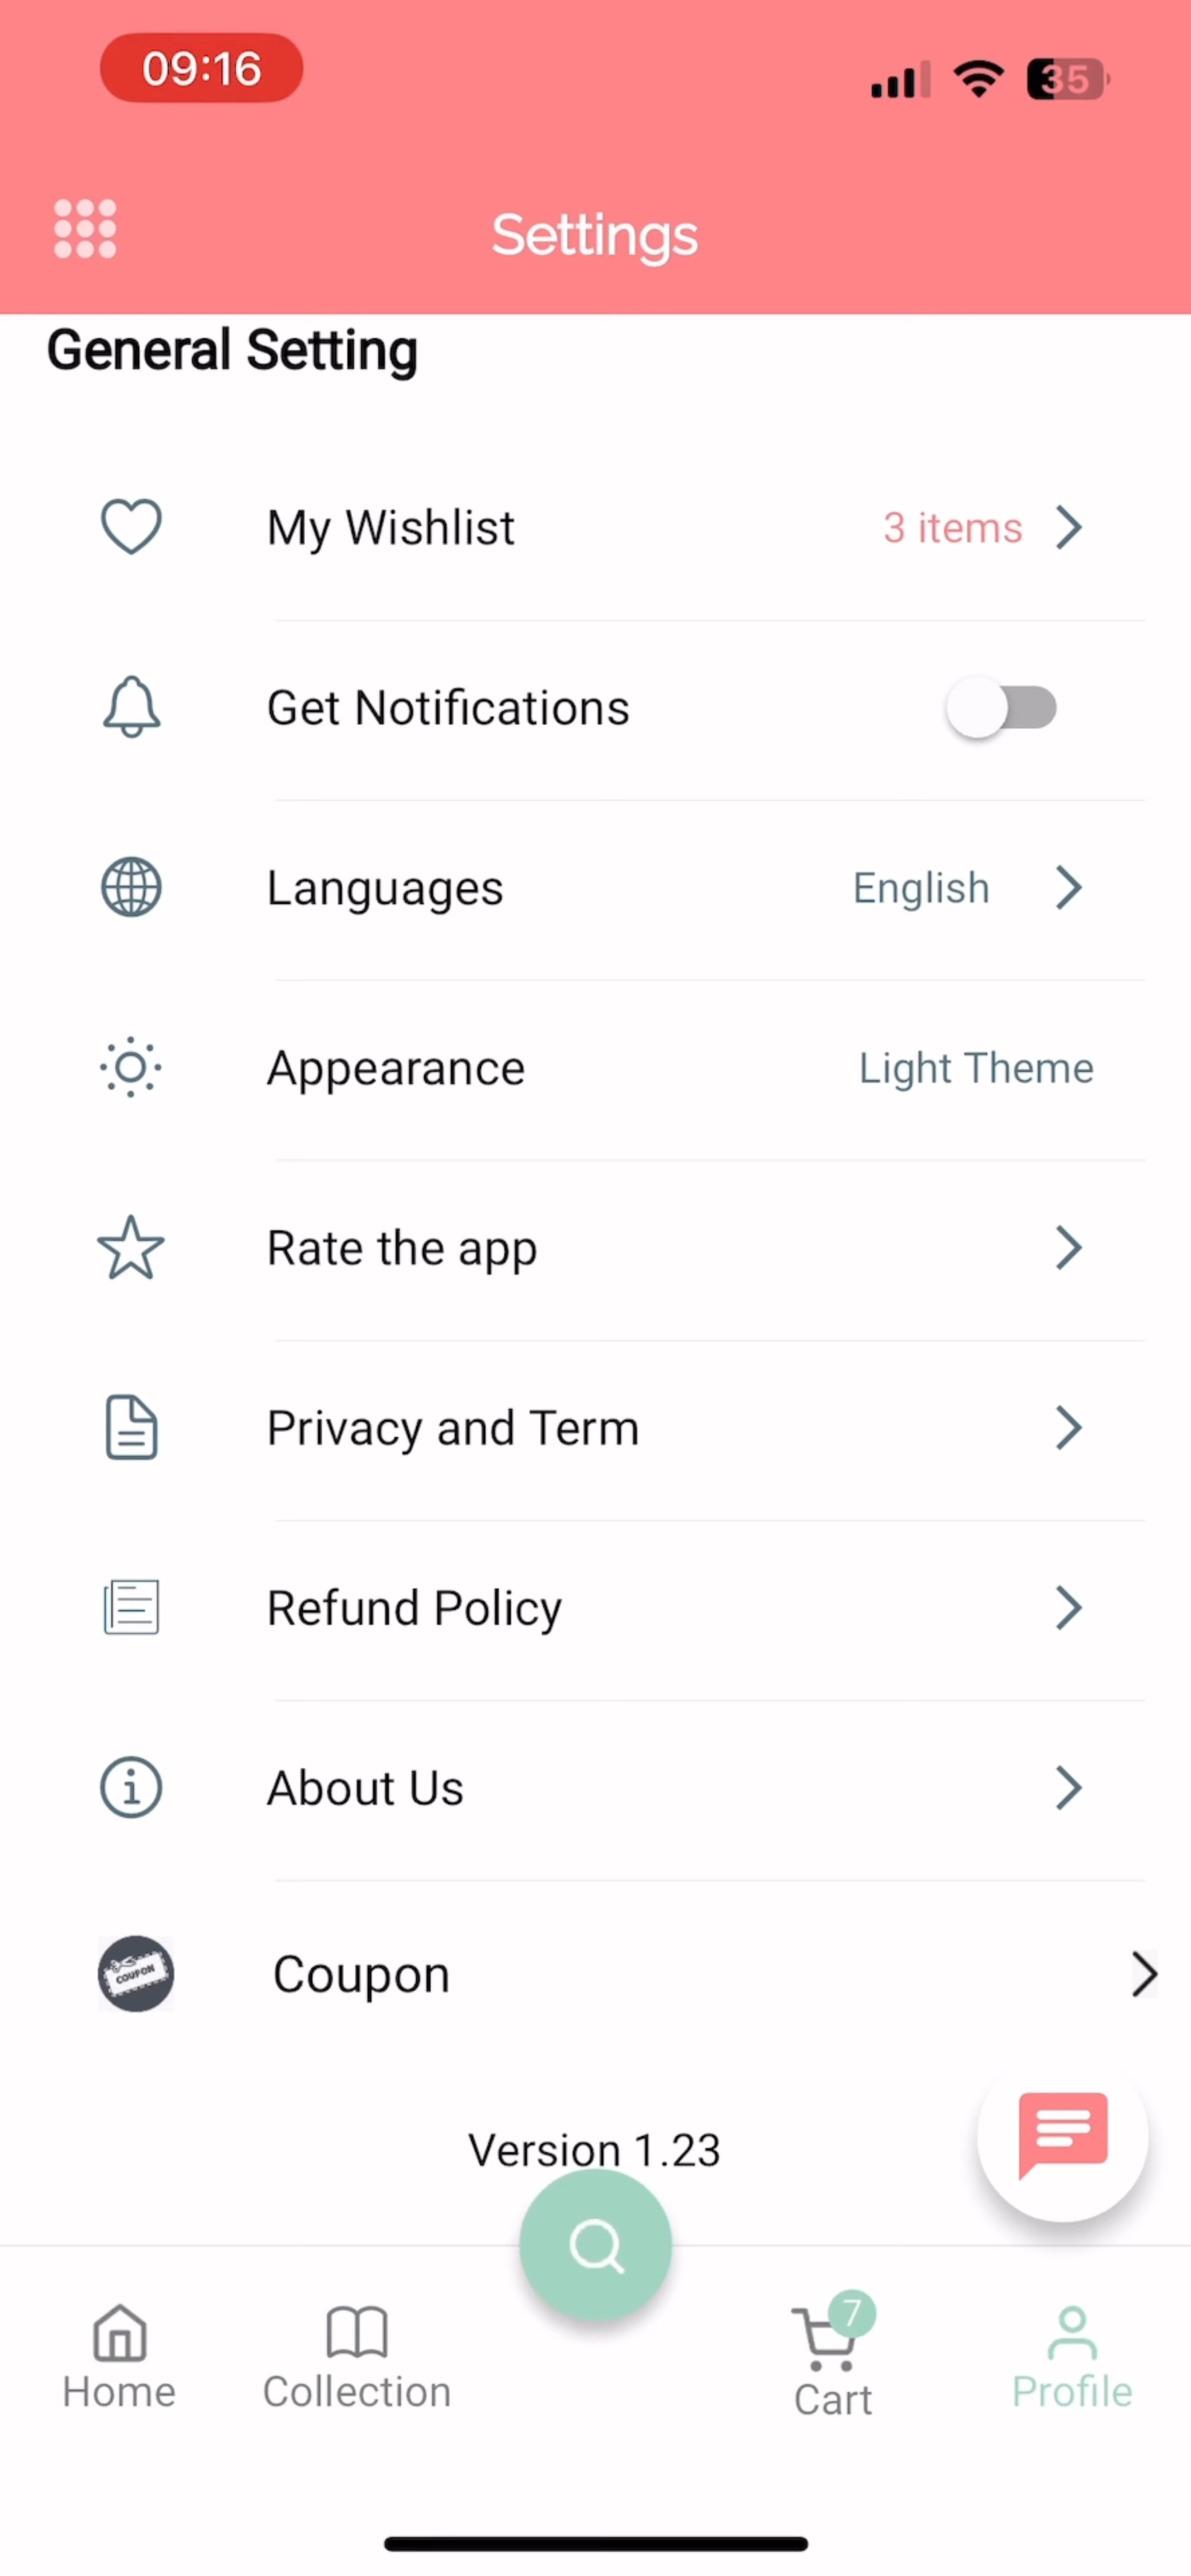 09:16
35
Settings
General Setting
My Wishlist 3 items
Get Notifications
Languages English
Appearance Light Theme
Rate the app
Privacy and Term
Refund Policy
About Us
COUPON Coupon
Version 1.23
7
Home Collection Cart Profile